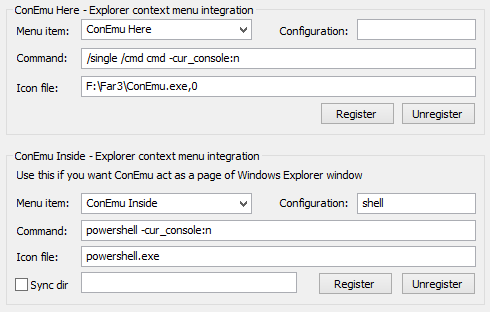 ConEmu Here - Explorer context menu integration
Menu item: ConEmu Here Configuration:
Command: /single /cmd cmd -cur_console:n
Icon file: F:\Far3\ConEmu.exe,0
Register Unregister
ConEmu Inside - Explorer context menu integration
Use this if you want ConEmu act as a page of Windows Explorer window
Menu item: ConEmu Inside Configuration: shell
Command: powershell -cur_console:n
Icon file: powershell.exe
Sync dir Register Unregister